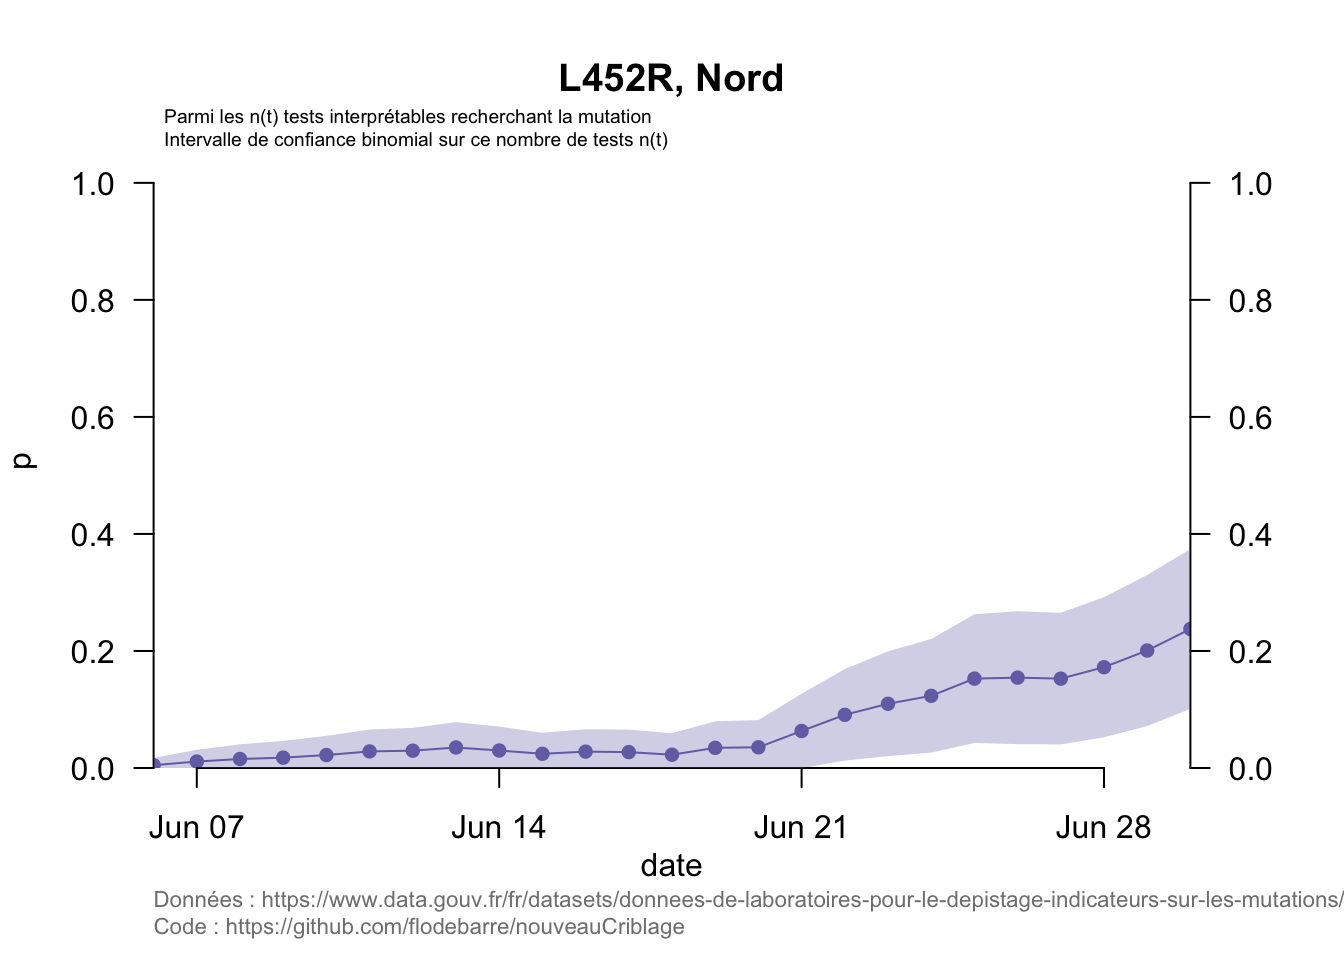 L452R, Nord
Parmi les n(t) tests interprétables recherchant la mutation
Intervalle de confiance binomial sur ce nombre de tests n(t)
1.0 1.0
0.8 0.8
0.6 0.6
p
0.4 0.4
0.2 0.2
0.0 0.0
Jun 07 Jun 14 Jun 21 Jun 28
date
Données : https://www.data.gouv.fr/fr/datasets/donnees-de-laboratoires-pour-le-depistage-indicateurs-sur-les-mutations/
Code : https://github.com/flodebarre/nouveauCriblage